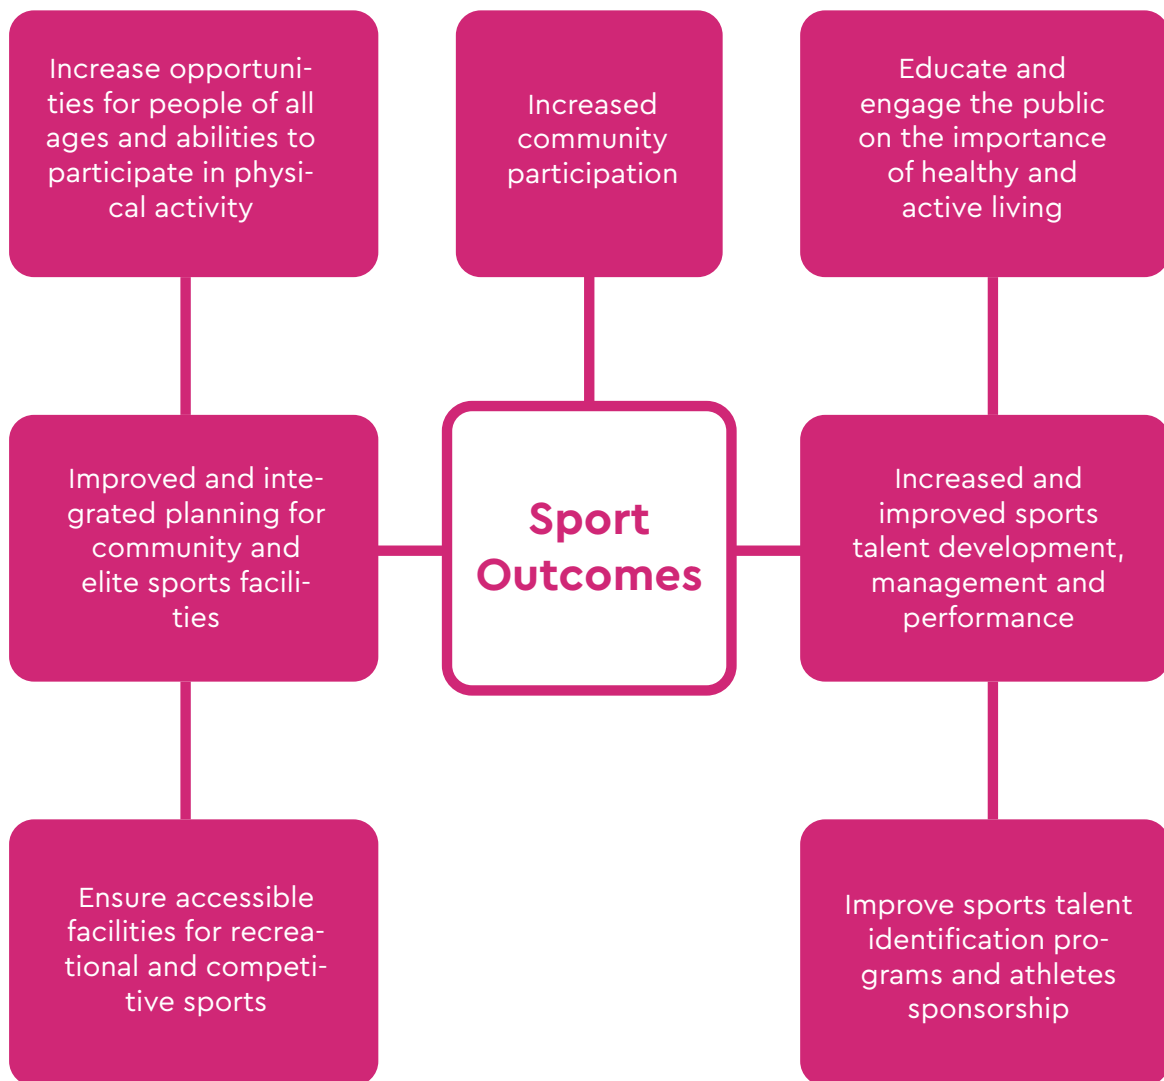 Increase opportuni-
ties for people of all
ages and abilities to
participate in physi-
cal activity
Increased
community
participation
Educate and
engage the public
on the importance
of healthy and
active living
Improved and inte-
grated planning for
community and
elite sports facili-
ties
Sport
Outcomes
Increased and
improved sports
talent development,
management and
performance
Ensure accessible
facilities for recrea-
tional and competi-
tive sports
Improve sports talent
identification pro-
grams and athletes
sponsorship